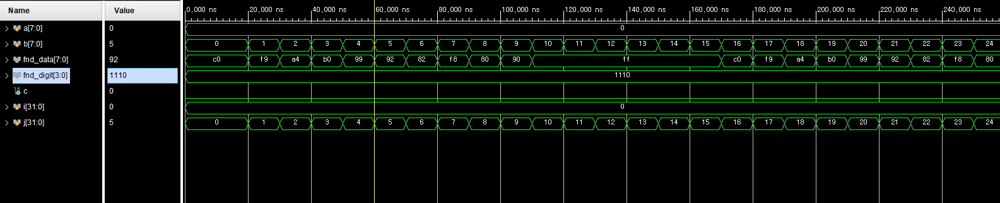 Name Value 0,000 ns 20,000 ns 40,000 ns 60,000 ns 80,000 ns 100,000 ns 120,000 ns 140,000 ns 160,000 ns 180,000 ns 200,000 ns 220,000 ns 240,000 ns
a[7:0] 0 0
b[7:0] 5 0 1 2 3 4 5 6 7 8 9 10 11 12 13 14 15 16 17 18 19 20 21 22 23 24
fnd_data[7:0] 92 c0 f9 a4 b0 99 92 82 f8 80 90 ff c0 f9 a4 b0 99 92 82 f8 80
fnd_digit[3:0] 1110 1110
c 0
i[31:0] 0 0
j[31:0] 5 0 1 2 3 4 5 6 7 8 9 10 11 12 13 14 15 16 17 18 19 20 21 22 23 24